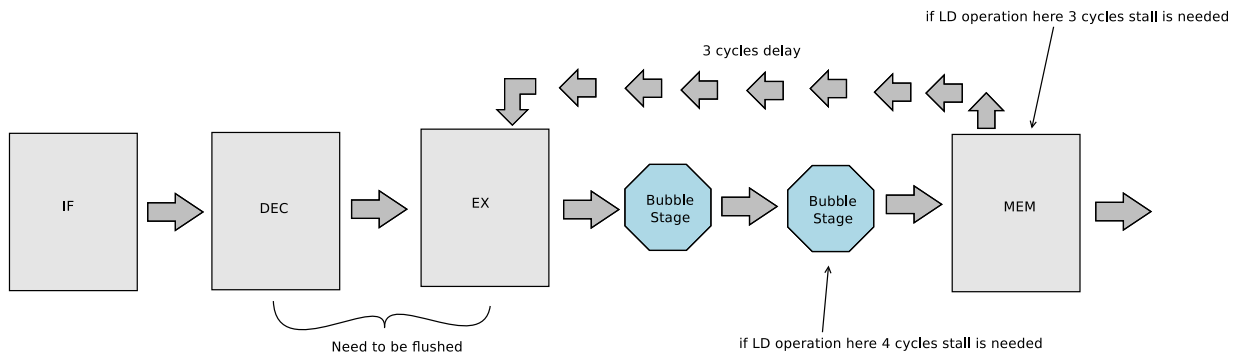 if LD operation here 3 cycles stall is needed
3 cycles delay
IF
DEC
EX
Bubble
Stage
Bubble
Stage
MEM
Need to be flushed
if LD operation here 4 cycles stall is needed